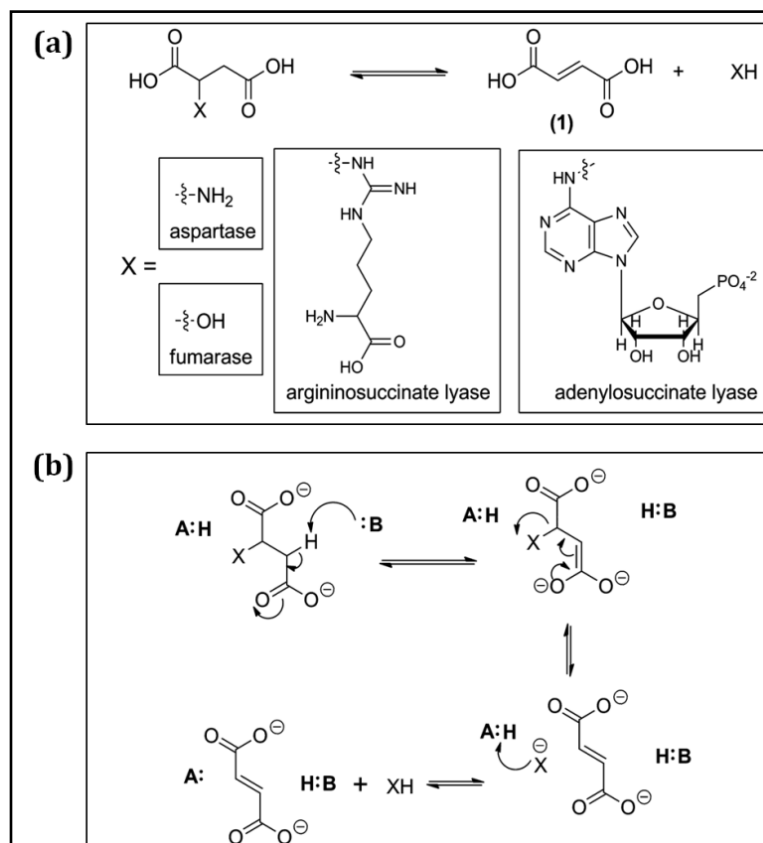 (a)
O
HO
X
O
OH
O
HO
OH
O
+ XH
(1)
X =
NH2
aspartase
OH
fumarase
NH
HN
NH
H2N
O
HO
argininosuccinate lyase
HN
N
N
N
N
O
PO4-2
H
H
H
H
OH
OH
adenylosuccinate lyase
(b)
O
O⊖
A:H
H
:B
X
O
O⊖
O
O⊖
A:H
H:B
X
⊖O
O⊖
O
O⊖
A:H
⊖
X
H:B
O
O⊖
O
O⊖
A:
H:B + XH
O
O⊖